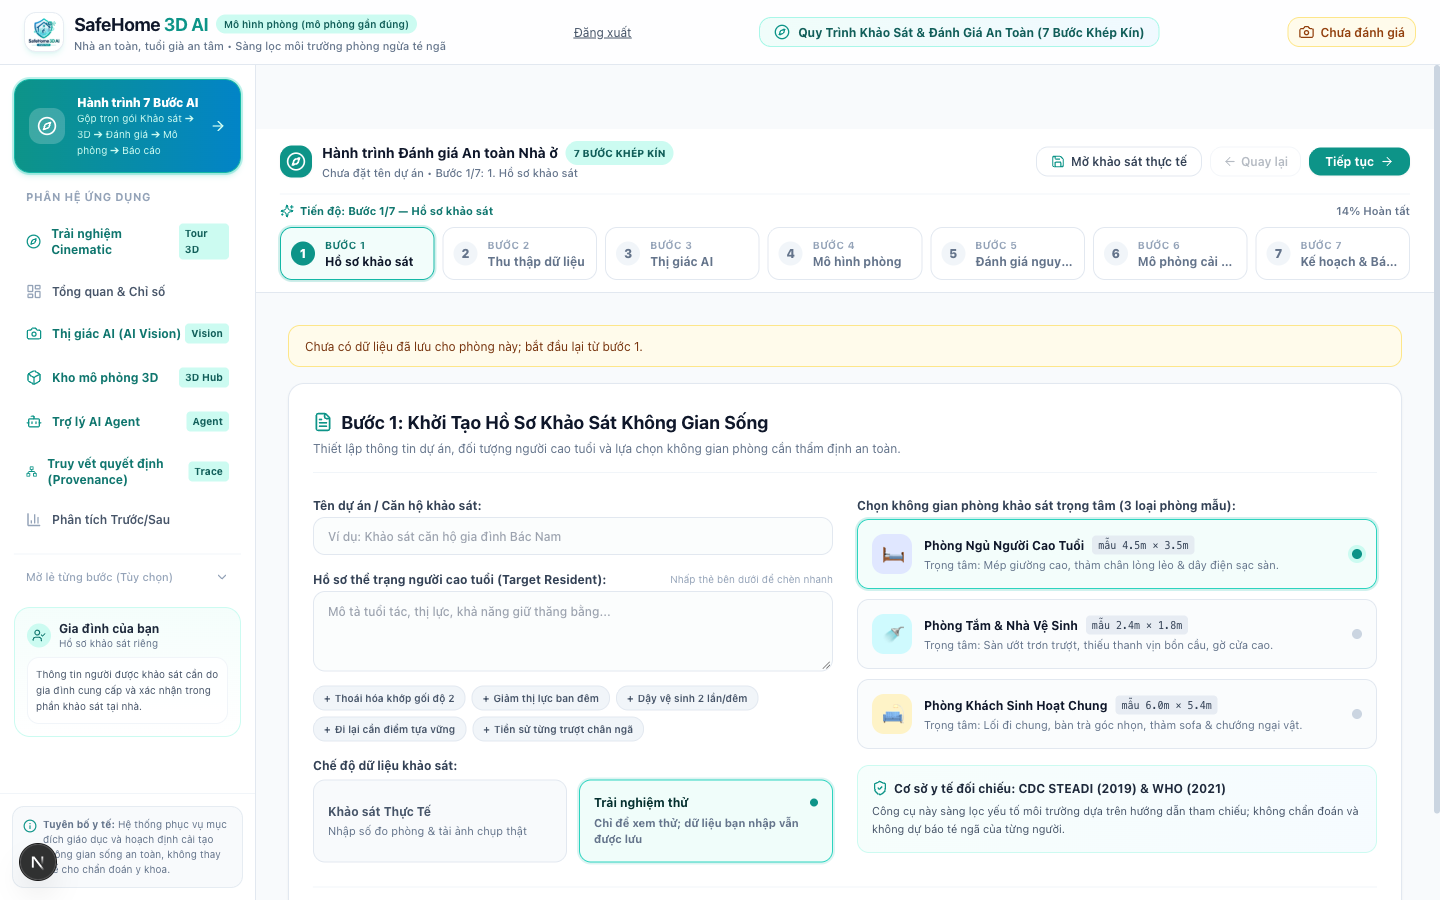 SafeHome 3D AI
Mô hình phòng (mô phỏng gần đúng)
Nhà an toàn, tuổi già an tâm • Sàng lọc môi trường phòng ngừa té ngã
Đăng xuất
Quy Trình Khảo Sát & Đánh Giá An Toàn (7 Bước Khép Kín)
Chưa đánh giá
Hành trình 7 Bước AI
Gộp trọn gói Khảo sát ➔
3D ➔ Đánh giá ➔ Mô
phỏng ➔ Báo cáo
PHÂN HỆ ỨNG DỤNG
Trải nghiệm
Cinematic
Tour
3D
Tổng quan & Chỉ số
Thị giác AI (AI Vision)
Vision
Kho mô phỏng 3D
3D Hub
Trợ lý AI Agent
Agent
Truy vết quyết định
(Provenance)
Trace
Phân tích Trước/Sau
Mở lẻ từng bước (Tùy chọn)
Gia đình của bạn
Hồ sơ khảo sát riêng
Thông tin người được khảo sát cần do
gia đình cung cấp và xác nhận trong
phần khảo sát tại nhà.
Tuyên bố y tế: Hệ thống phục vụ mục
đích giáo dục và hoạch định cải tạo
không gian sống an toàn, không thay
cho chẩn đoán y khoa.
N
Hành trình Đánh giá An toàn Nhà ở
7 BƯỚC KHÉP KÍN
Chưa đặt tên dự án • Bước 1/7: 1. Hồ sơ khảo sát
Mở khảo sát thực tế
← Quay lại
Tiếp tục →
Tiến độ: Bước 1/7 — Hồ sơ khảo sát
14% Hoàn tất
1
BƯỚC 1
Hồ sơ khảo sát
2
BƯỚC 2
Thu thập dữ liệu
3
BƯỚC 3
Thị giác AI
4
BƯỚC 4
Mô hình phòng
5
BƯỚC 5
Đánh giá nguy...
6
BƯỚC 6
Mô phỏng cải ...
7
BƯỚC 7
Kế hoạch & Bá...
Chưa có dữ liệu đã lưu cho phòng này; bắt đầu lại từ bước 1.
Bước 1: Khởi Tạo Hồ Sơ Khảo Sát Không Gian Sống
Thiết lập thông tin dự án, đối tượng người cao tuổi và lựa chọn không gian phòng cần thẩm định an toàn.
Tên dự án / Căn hộ khảo sát:
Ví dụ: Khảo sát căn hộ gia đình Bác Nam
Hồ sơ thể trạng người cao tuổi (Target Resident):
Nhấp thẻ bên dưới để chèn nhanh
Mô tả tuổi tác, thị lực, khả năng giữ thăng bằng...
+ Thoái hóa khớp gối độ 2
+ Giảm thị lực ban đêm
+ Dậy vệ sinh 2 lần/đêm
+ Đi lại cần điểm tựa vững
+ Tiền sử từng trượt chân ngã
Chế độ dữ liệu khảo sát:
Khảo sát Thực Tế
Nhập số đo phòng & tải ảnh chụp thật
Trải nghiệm thử
Chỉ để xem thử; dữ liệu bạn nhập vẫn
được lưu
Chọn không gian phòng khảo sát trọng tâm (3 loại phòng mẫu):
Phòng Ngủ Người Cao Tuổi
mẫu 4.5m × 3.5m
Trọng tâm: Mép giường cao, thảm chân lỏng lẻo & dây điện sạc sàn.
Phòng Tắm & Nhà Vệ Sinh
mẫu 2.4m × 1.8m
Trọng tâm: Sàn ướt trơn trượt, thiếu thanh vịn bồn cầu, gờ cửa cao.
Phòng Khách Sinh Hoạt Chung
mẫu 6.0m × 5.4m
Trọng tâm: Lối đi chung, bàn trà góc nhọn, thảm sofa & chướng ngại vật.
Cơ sở y tế đối chiếu: CDC STEADI (2019) & WHO (2021)
Công cụ này sàng lọc yếu tố môi trường dựa trên hướng dẫn tham chiếu; không chẩn đoán và
không dự báo té ngã của từng người.